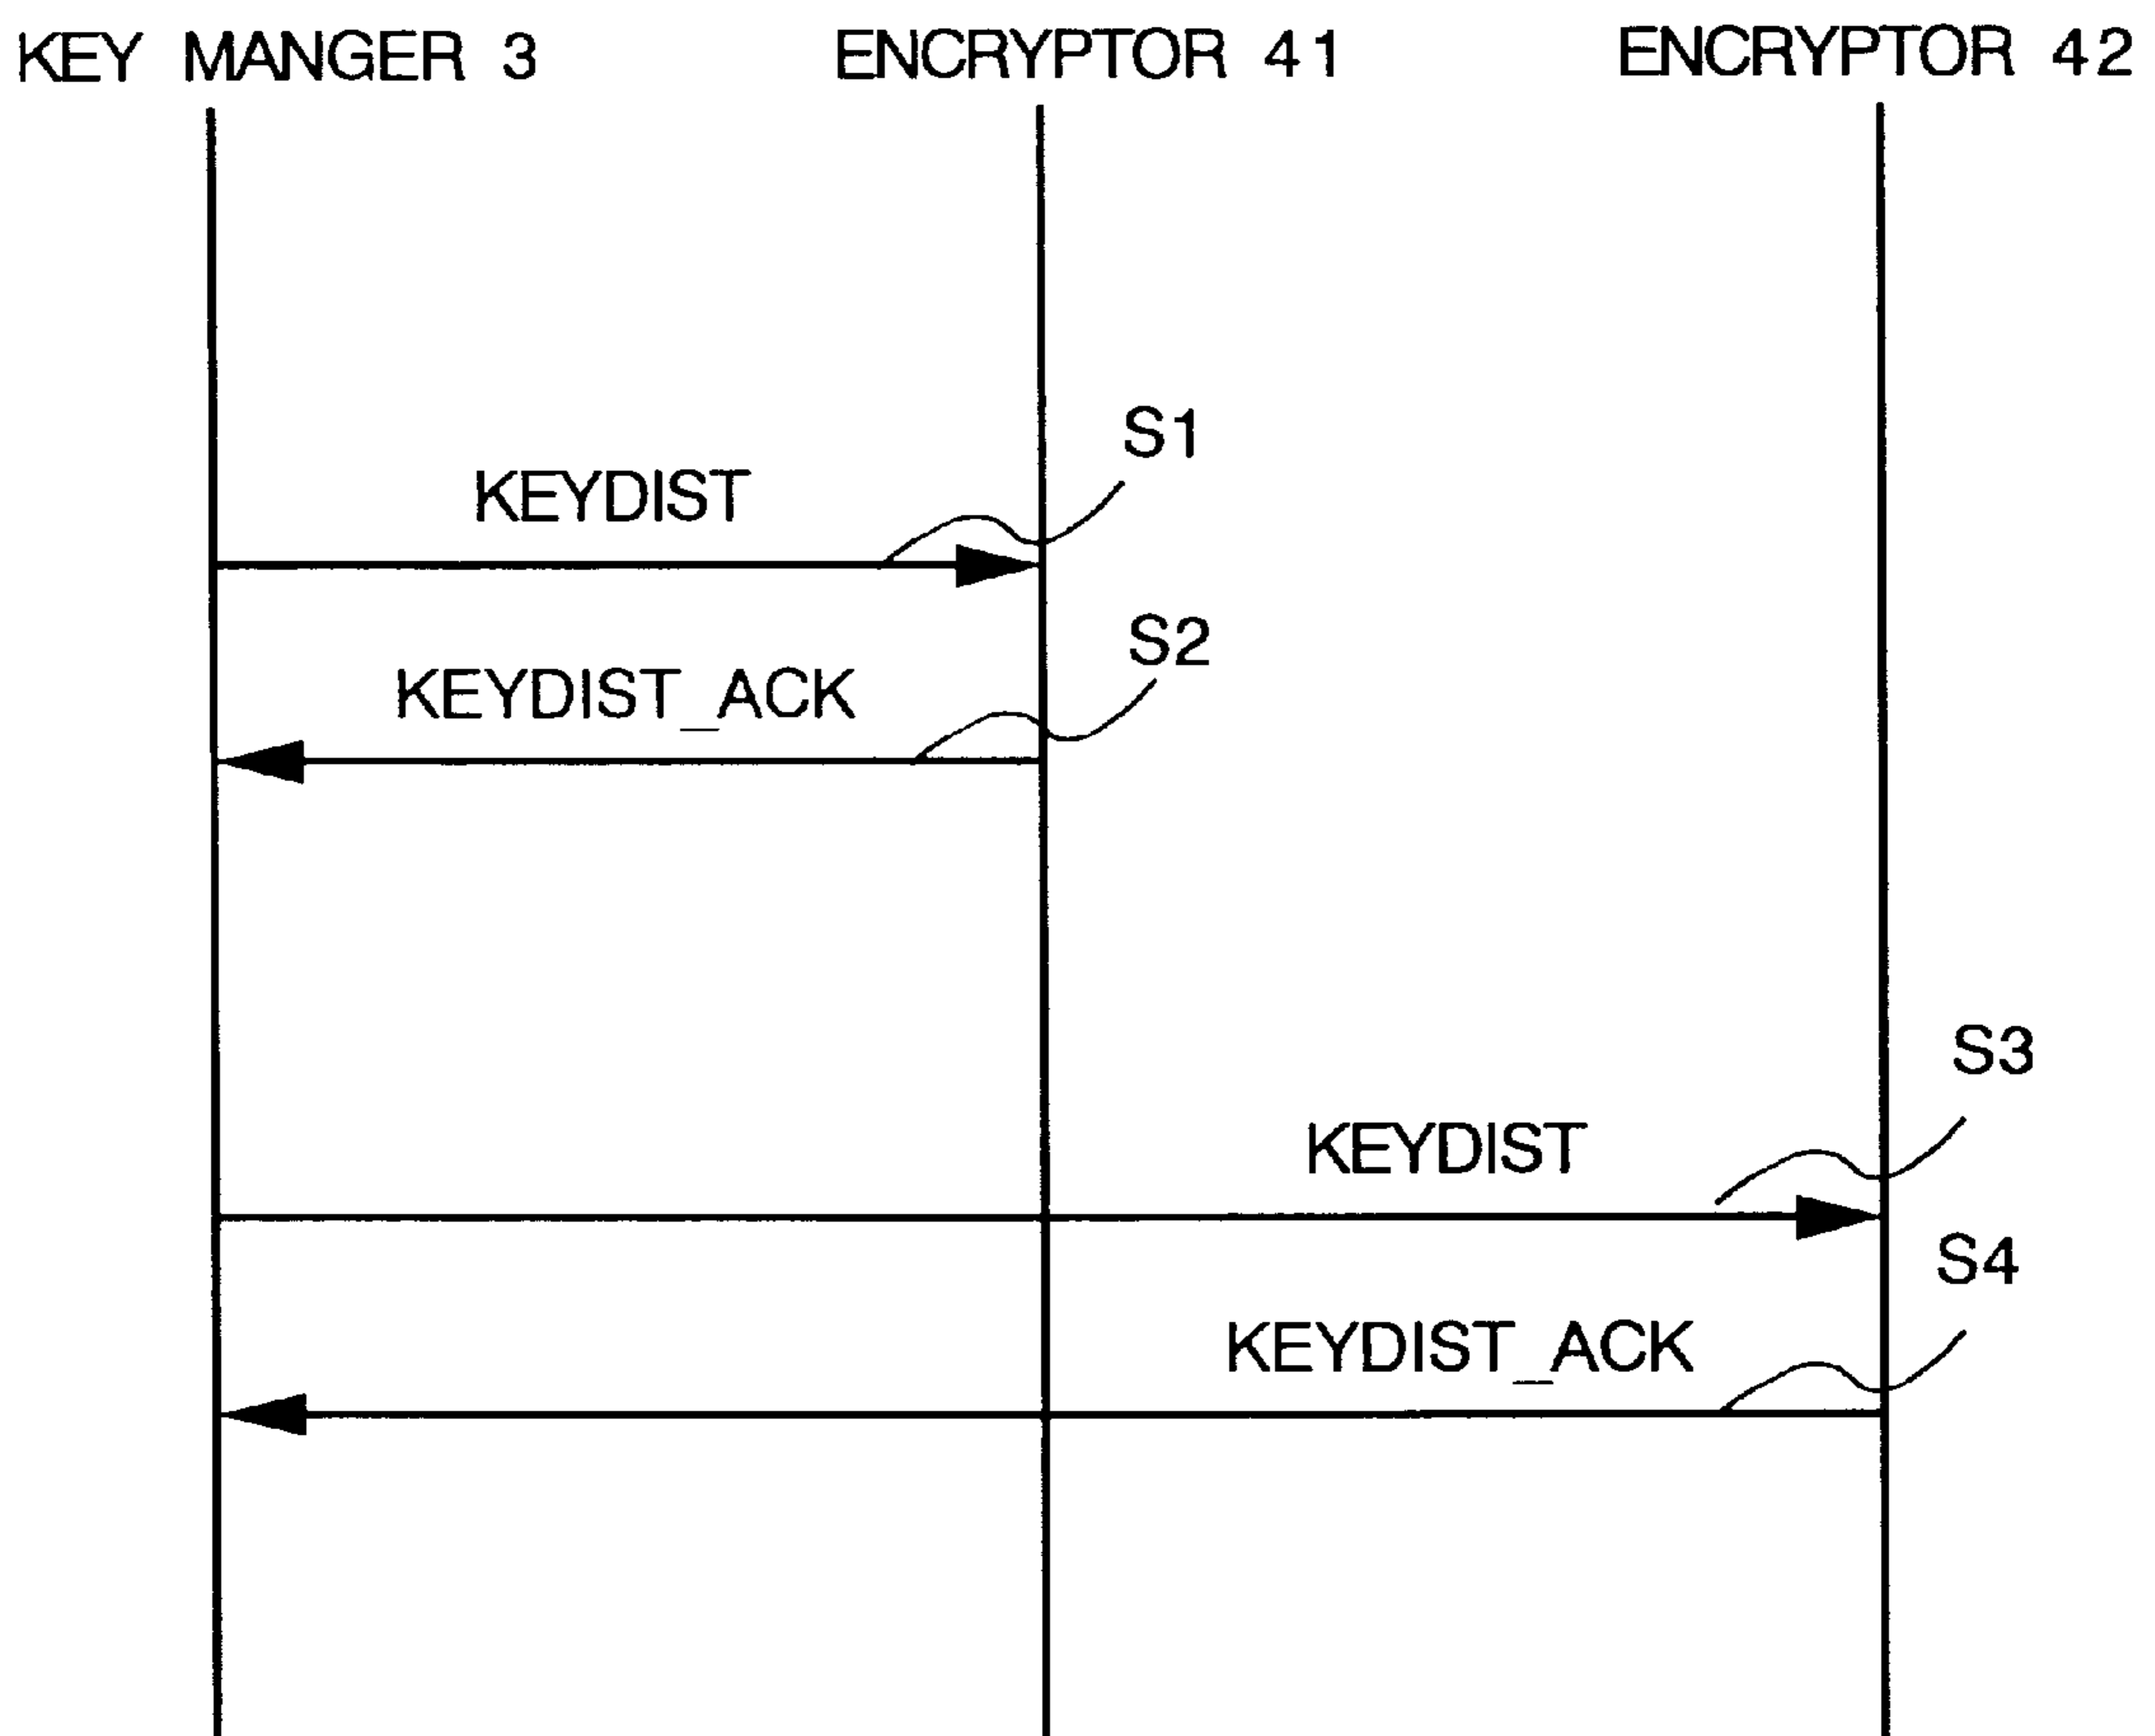 KEY MANGER 3
ENCRYPTOR 41
ENCRYPTOR 42
S1
KEYDIST
S2
KEYDIST_ACK
S3
KEYDIST
S4
KEYDIST_ACK